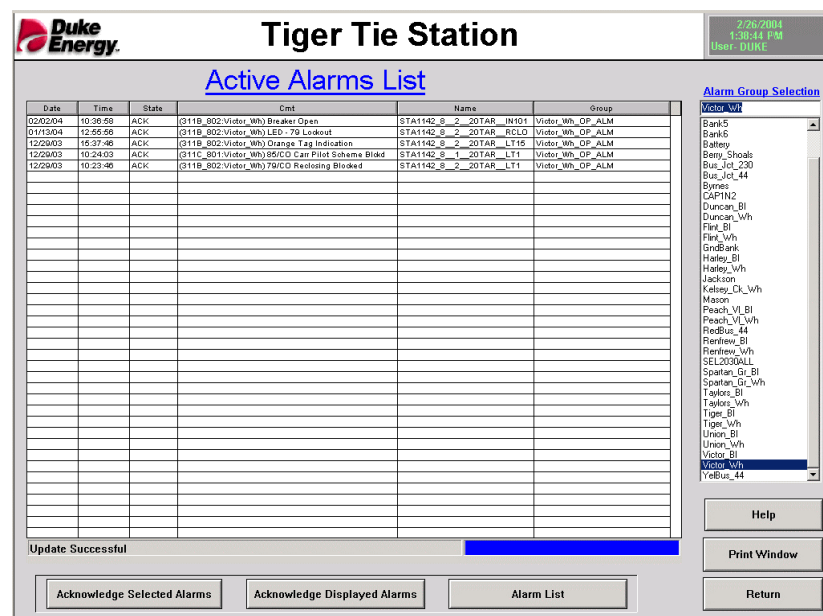 Duke Energy.
Tiger Tie Station
2/26/2004
1:38:44 PM
User- DUKE
Active Alarms List
Alarm Group Selection
Victor_Wh
Date Time State Cmt Name Group
02/02/04 10:36:58 ACK (311B_802:Victor_Wh) Breaker Open STA1142_8__2__20TAR__IN101 Victor_Wh_OP_ALM
01/13/04 12:55:56 ACK (311B_802:Victor_Wh) LED - 79 Lockout STA1142_8__2__20TAR__RCLO Victor_Wh_OP_ALM
12/29/03 15:37:46 ACK (311B_802:Victor_Wh) Orange Tag Indication STA1142_8__2__20TAR__LT15 Victor_Wh_OP_ALM
12/29/03 10:24:03 ACK (311C_801:Victor_Wh) 85/CO Carr Pilot Scheme Blckd STA1142_8__1__20TAR__LT1 Victor_Wh_OP_ALM
12/29/03 10:23:46 ACK (311B_802:Victor_Wh) 79/CO Reclosing Blocked STA1142_8__2__20TAR__LT1 Victor_Wh_OP_ALM
Bank5
Bank6
Battery
Berry_Shoals
Bus_Jct_230
Bus_Jct_44
Byrnes
CAP1N2
Duncan_Bl
Duncan_Wh
Flint_Bl
Flint_Wh
GndBank
Harley_Bl
Harley_Wh
Jackson
Kelsey_Ck_Wh
Mason
Peach_Vl_Bl
Peach_Vl_Wh
RedBus_44
Renfrew_Bl
Renfrew_Wh
SEL2030ALL
Spartan_Gr_Bl
Spartan_Gr_Wh
Taylors_Bl
Taylors_Wh
Tiger_Bl
Tiger_Wh
Union_Bl
Union_Wh
Victor_Bl
Victor_Wh
YelBus_44
Update Successful
Help
Print Window
Return
Acknowledge Selected Alarms
Acknowledge Displayed Alarms
Alarm List